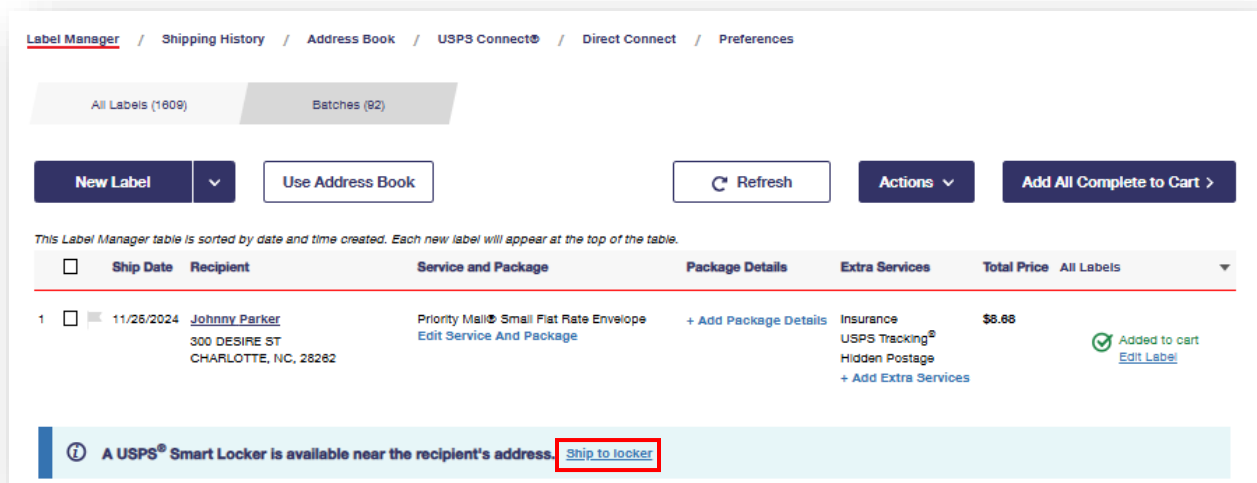 Label Manager / Shipping History / Address Book / USPS Connect® / Direct Connect / Preferences
All Labels (1609) Batches (92)
New Label Use Address Book Refresh Actions Add All Complete to Cart >
This Label Manager table is sorted by date and time created. Each new label will appear at the top of the table.
Ship Date Recipient Service and Package Package Details Extra Services Total Price All Labels
1 11/26/2024 Johnny Parker Priority Mail® Small Flat Rate Envelope + Add Package Details Insurance $8.68
300 DESIRE ST Edit Service And Package USPS Tracking® Added to cart
CHARLOTTE, NC, 28262 Hidden Postage Edit Label
+ Add Extra Services
A USPS® Smart Locker is available near the recipient's address. Ship to locker